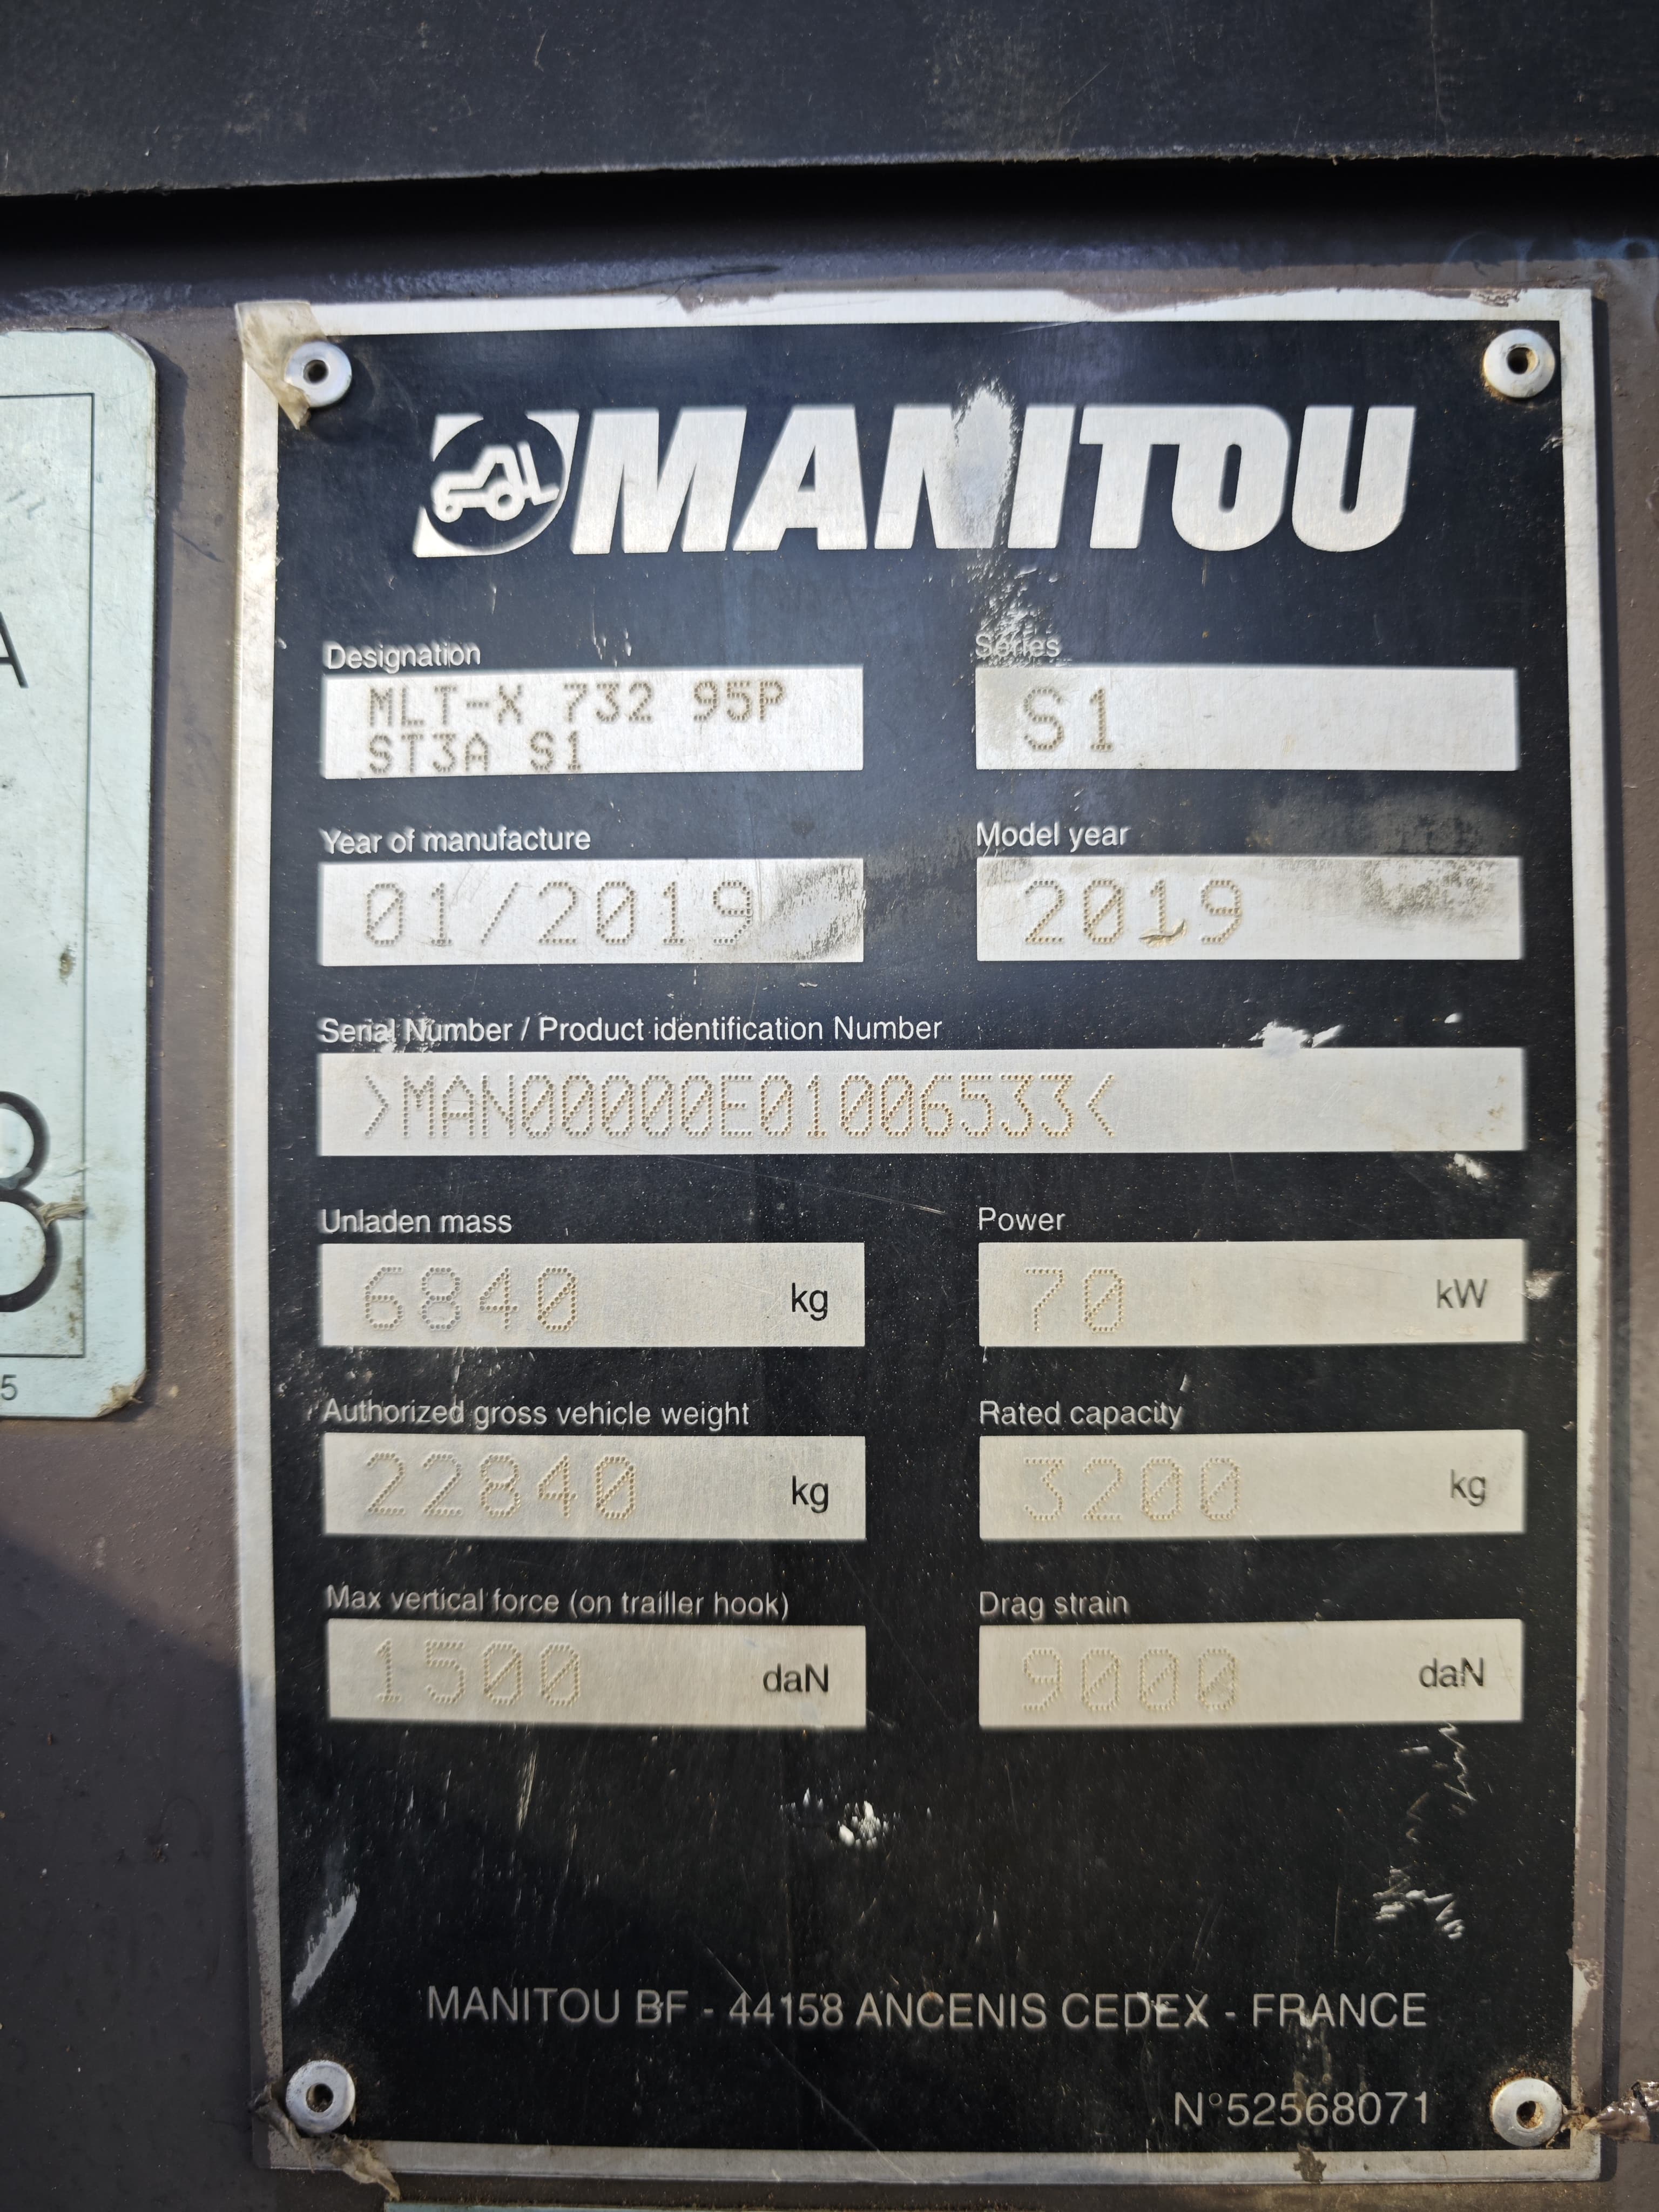 MANITOU
Designation
MLT-X 732 95P
ST3A S1
Series
S1
Year of manufacture
01/2019
Model year
2019
Serial Number / Product identification Number
>MAN00000E01006533<
Unladen mass
6840 kg
Power
70 kW
Authorized gross vehicle weight
22840 kg
Rated capacity
3200 kg
Max vertical force (on trailler hook)
1500 daN
Drag strain
9000 daN
MANITOU BF - 44158 ANCENIS CEDEX - FRANCE
N°52568071
A
5